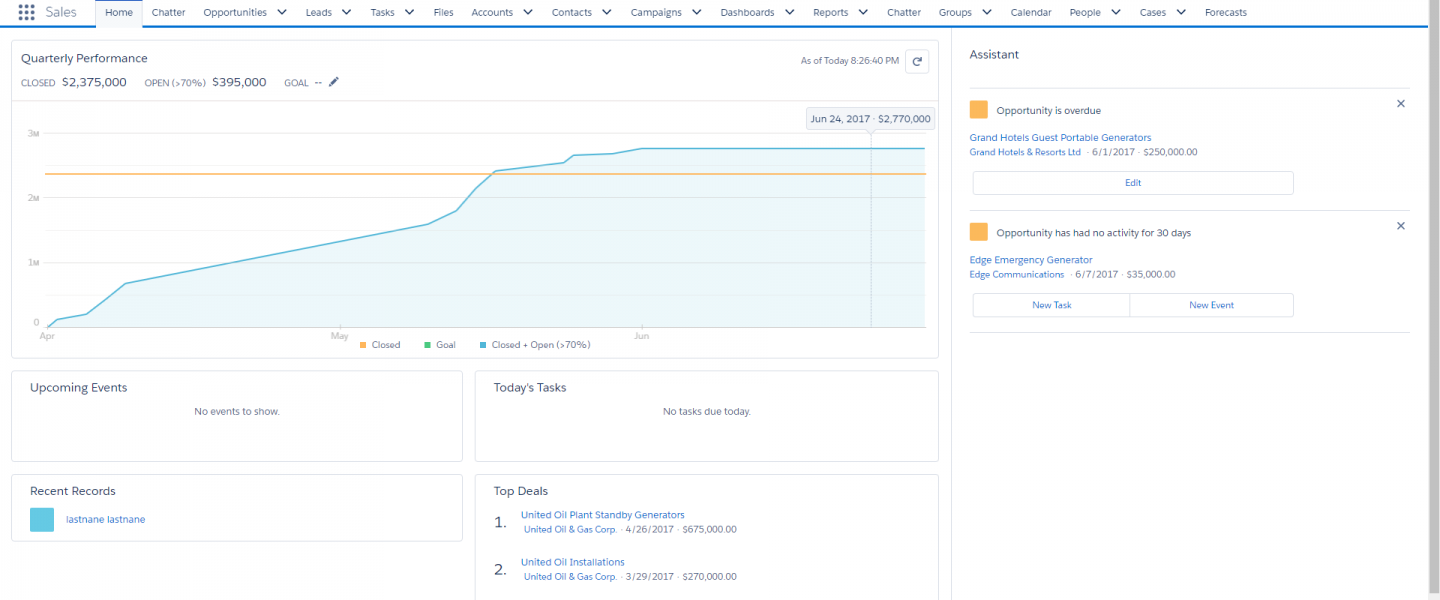 Sales Home Chatter Opportunities Leads Tasks Files Accounts Contacts Campaigns Dashboards Reports Chatter Groups Calendar People Cases Forecasts
Quarterly Performance
As of Today 8:26:40 PM
CLOSED $2,375,000 OPEN (>70%) $395,000 GOAL --
Jun 24, 2017 · $2,770,000
3M
2M
1M
0
Apr May Jun
Closed Goal Closed + Open (>70%)
Upcoming Events
No events to show.
Today's Tasks
No tasks due today.
Recent Records
lastnane lastnane
Top Deals
1. United Oil Plant Standby Generators
United Oil & Gas Corp. · 4/26/2017 · $675,000.00
2. United Oil Installations
United Oil & Gas Corp. · 3/29/2017 · $270,000.00
Assistant
Opportunity is overdue
Grand Hotels Guest Portable Generators
Grand Hotels & Resorts Ltd · 6/1/2017 · $250,000.00
Edit
Opportunity has had no activity for 30 days
Edge Emergency Generator
Edge Communications · 6/7/2017 · $35,000.00
New Task New Event